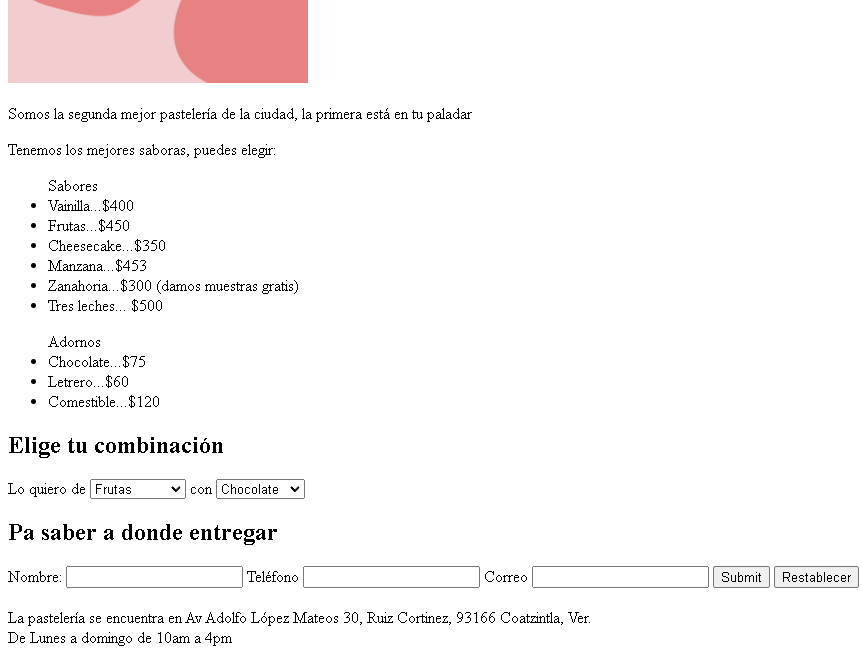 Somos la segunda mejor pastelería de la ciudad, la primera está en tu paladar
Tenemos los mejores saboras, puedes elegir:
Sabores
Vainilla...$400
Frutas...$450
Cheesecake...$350
Manzana...$453
Zanahoria...$300 (damos muestras gratis)
Tres leches... $500
Adornos
Chocolate...$75
Letrero...$60
Comestible...$120
Elige tu combinación
Lo quiero de Frutas con Chocolate
Pa saber a donde entregar
Nombre: Teléfono Correo Submit Restablecer
La pastelería se encuentra en Av Adolfo López Mateos 30, Ruiz Cortinez, 93166 Coatzintla, Ver.
De Lunes a domingo de 10am a 4pm